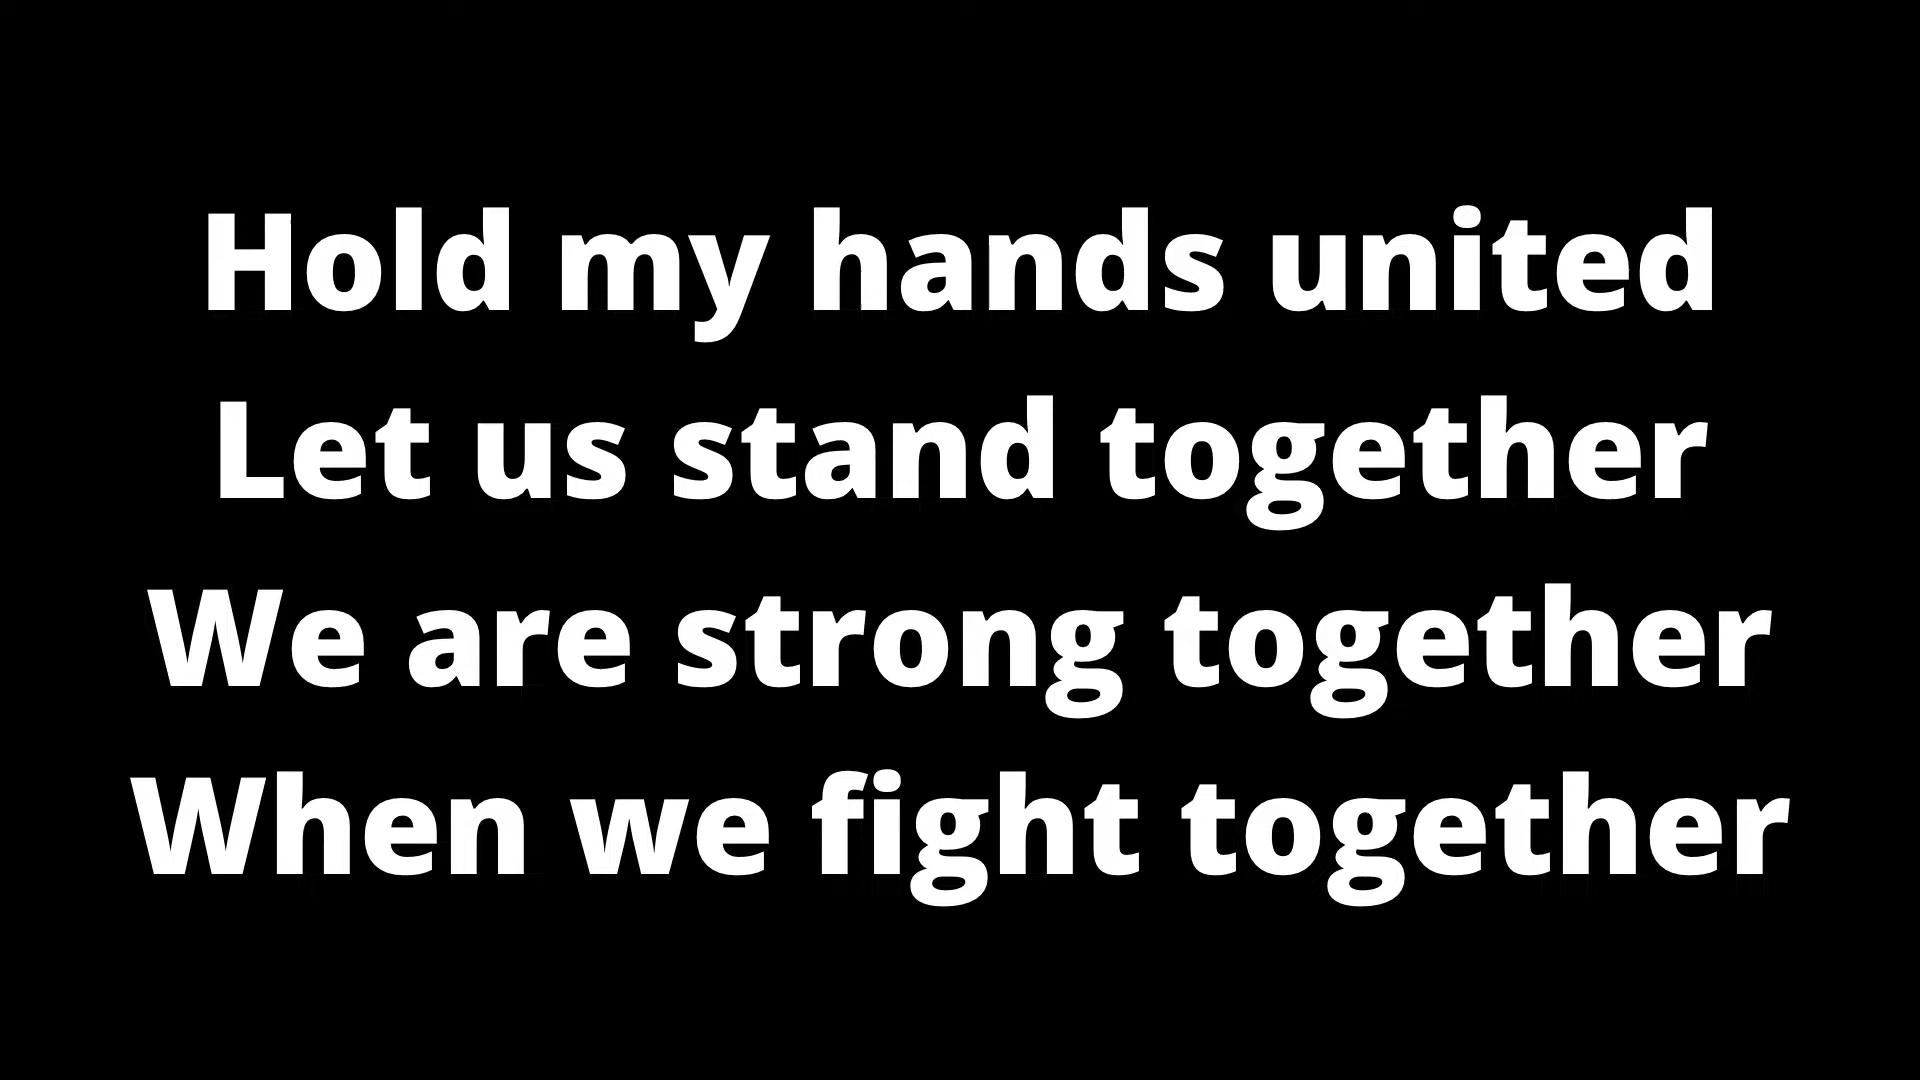 Hold my hands united
Let us stand together
We are strong together
When we fight together